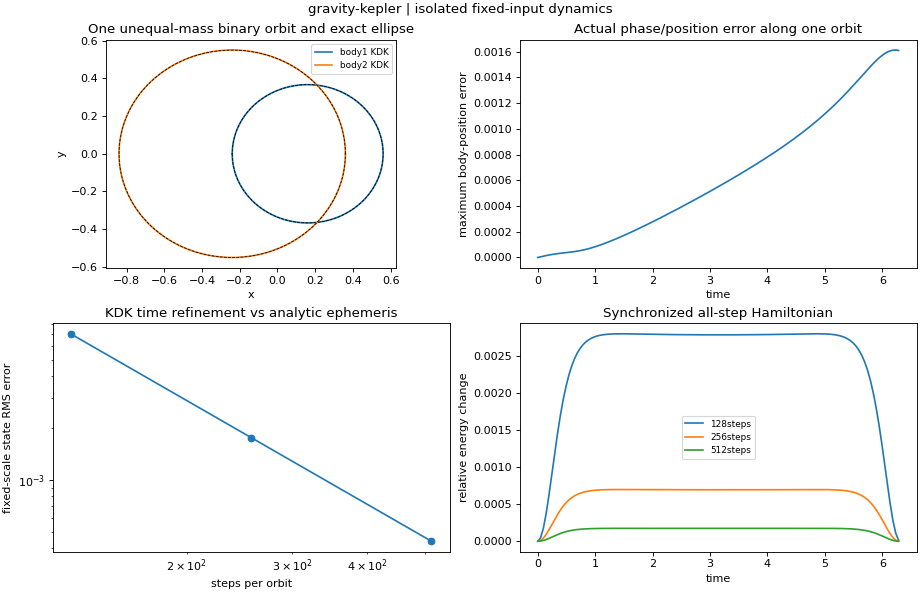 gravity-kepler | isolated fixed-input dynamics
One unequal-mass binary orbit and exact ellipse
body1 KDK
body2 KDK
0.6
0.4
0.2
0.0
−0.2
−0.4
−0.6
y
−0.8
−0.6
−0.4
−0.2
0.0
0.2
0.4
0.6
x
Actual phase/position error along one orbit
0.0016
0.0014
0.0012
0.0010
0.0008
0.0006
0.0004
0.0002
0.0000
maximum body-position error
0
1
2
3
4
5
6
time
KDK time refinement vs analytic ephemeris
10⁻³
fixed-scale state RMS error
2 × 10²
3 × 10²
4 × 10²
steps per orbit
Synchronized all-step Hamiltonian
0.0025
0.0020
0.0015
0.0010
0.0005
0.0000
relative energy change
128steps
256steps
512steps
0
1
2
3
4
5
6
time